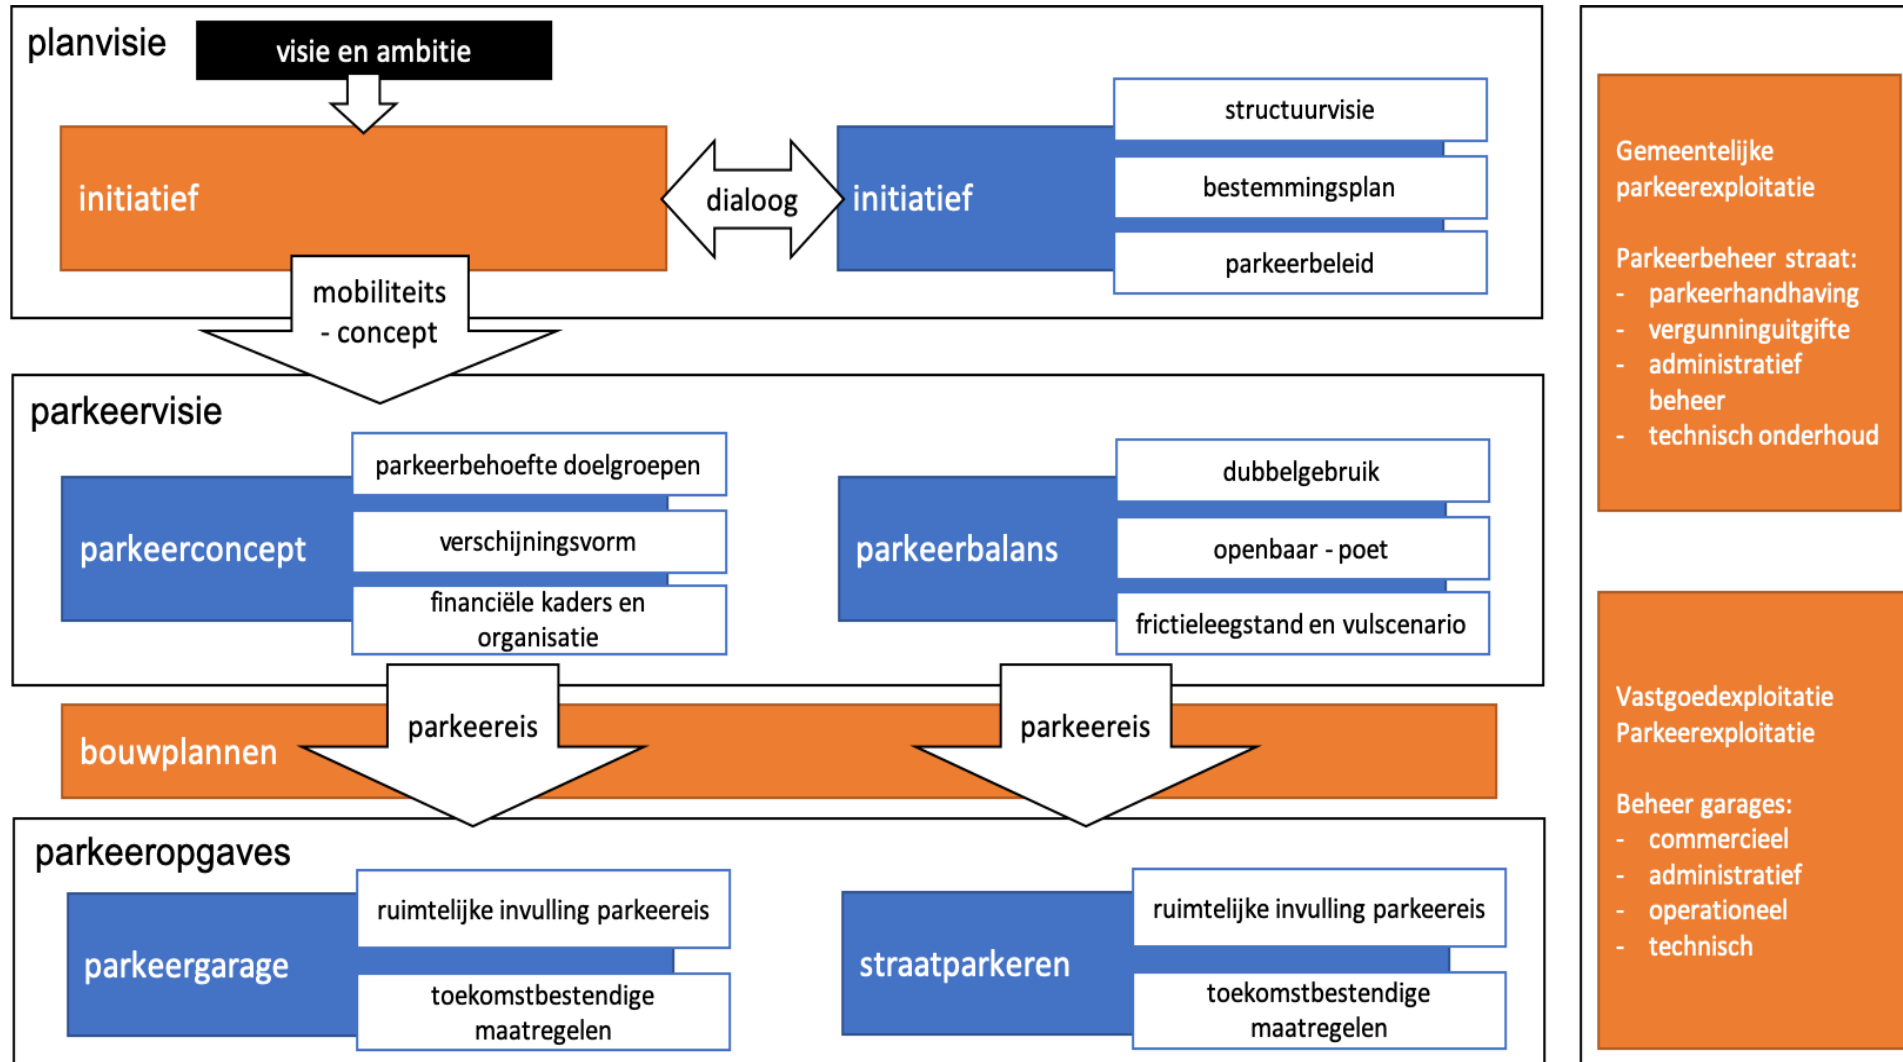 planvisie
visie en ambitie
initiatief
dialoog
initiatief
structuurvisie
bestemmingsplan
parkeerbeleid
mobiliteits
- concept
parkeervisie
parkeerconcept
parkeerbehoefte doelgroepen
verschijningsvorm
financiële kaders en
organisatie
parkeerbalans
dubbelgebruik
openbaar - poet
frictieleegstand en vulscenario
bouwplannen
parkeereis
parkeereis
parkeeropgaves
parkeergarage
ruimtelijke invulling parkeereis
toekomstbestendige
maatregelen
straatparkeren
ruimtelijke invulling parkeereis
toekomstbestendige
maatregelen
Gemeentelijke
parkeerexploitatie
Parkeerbeheer straat:
- parkeerhandhaving
- vergunninguitgifte
- administratief
beheer
- technisch onderhoud
Vastgoedexploitatie
Parkeerexploitatie
Beheer garages:
- commercieel
- administratief
- operationeel
- technisch